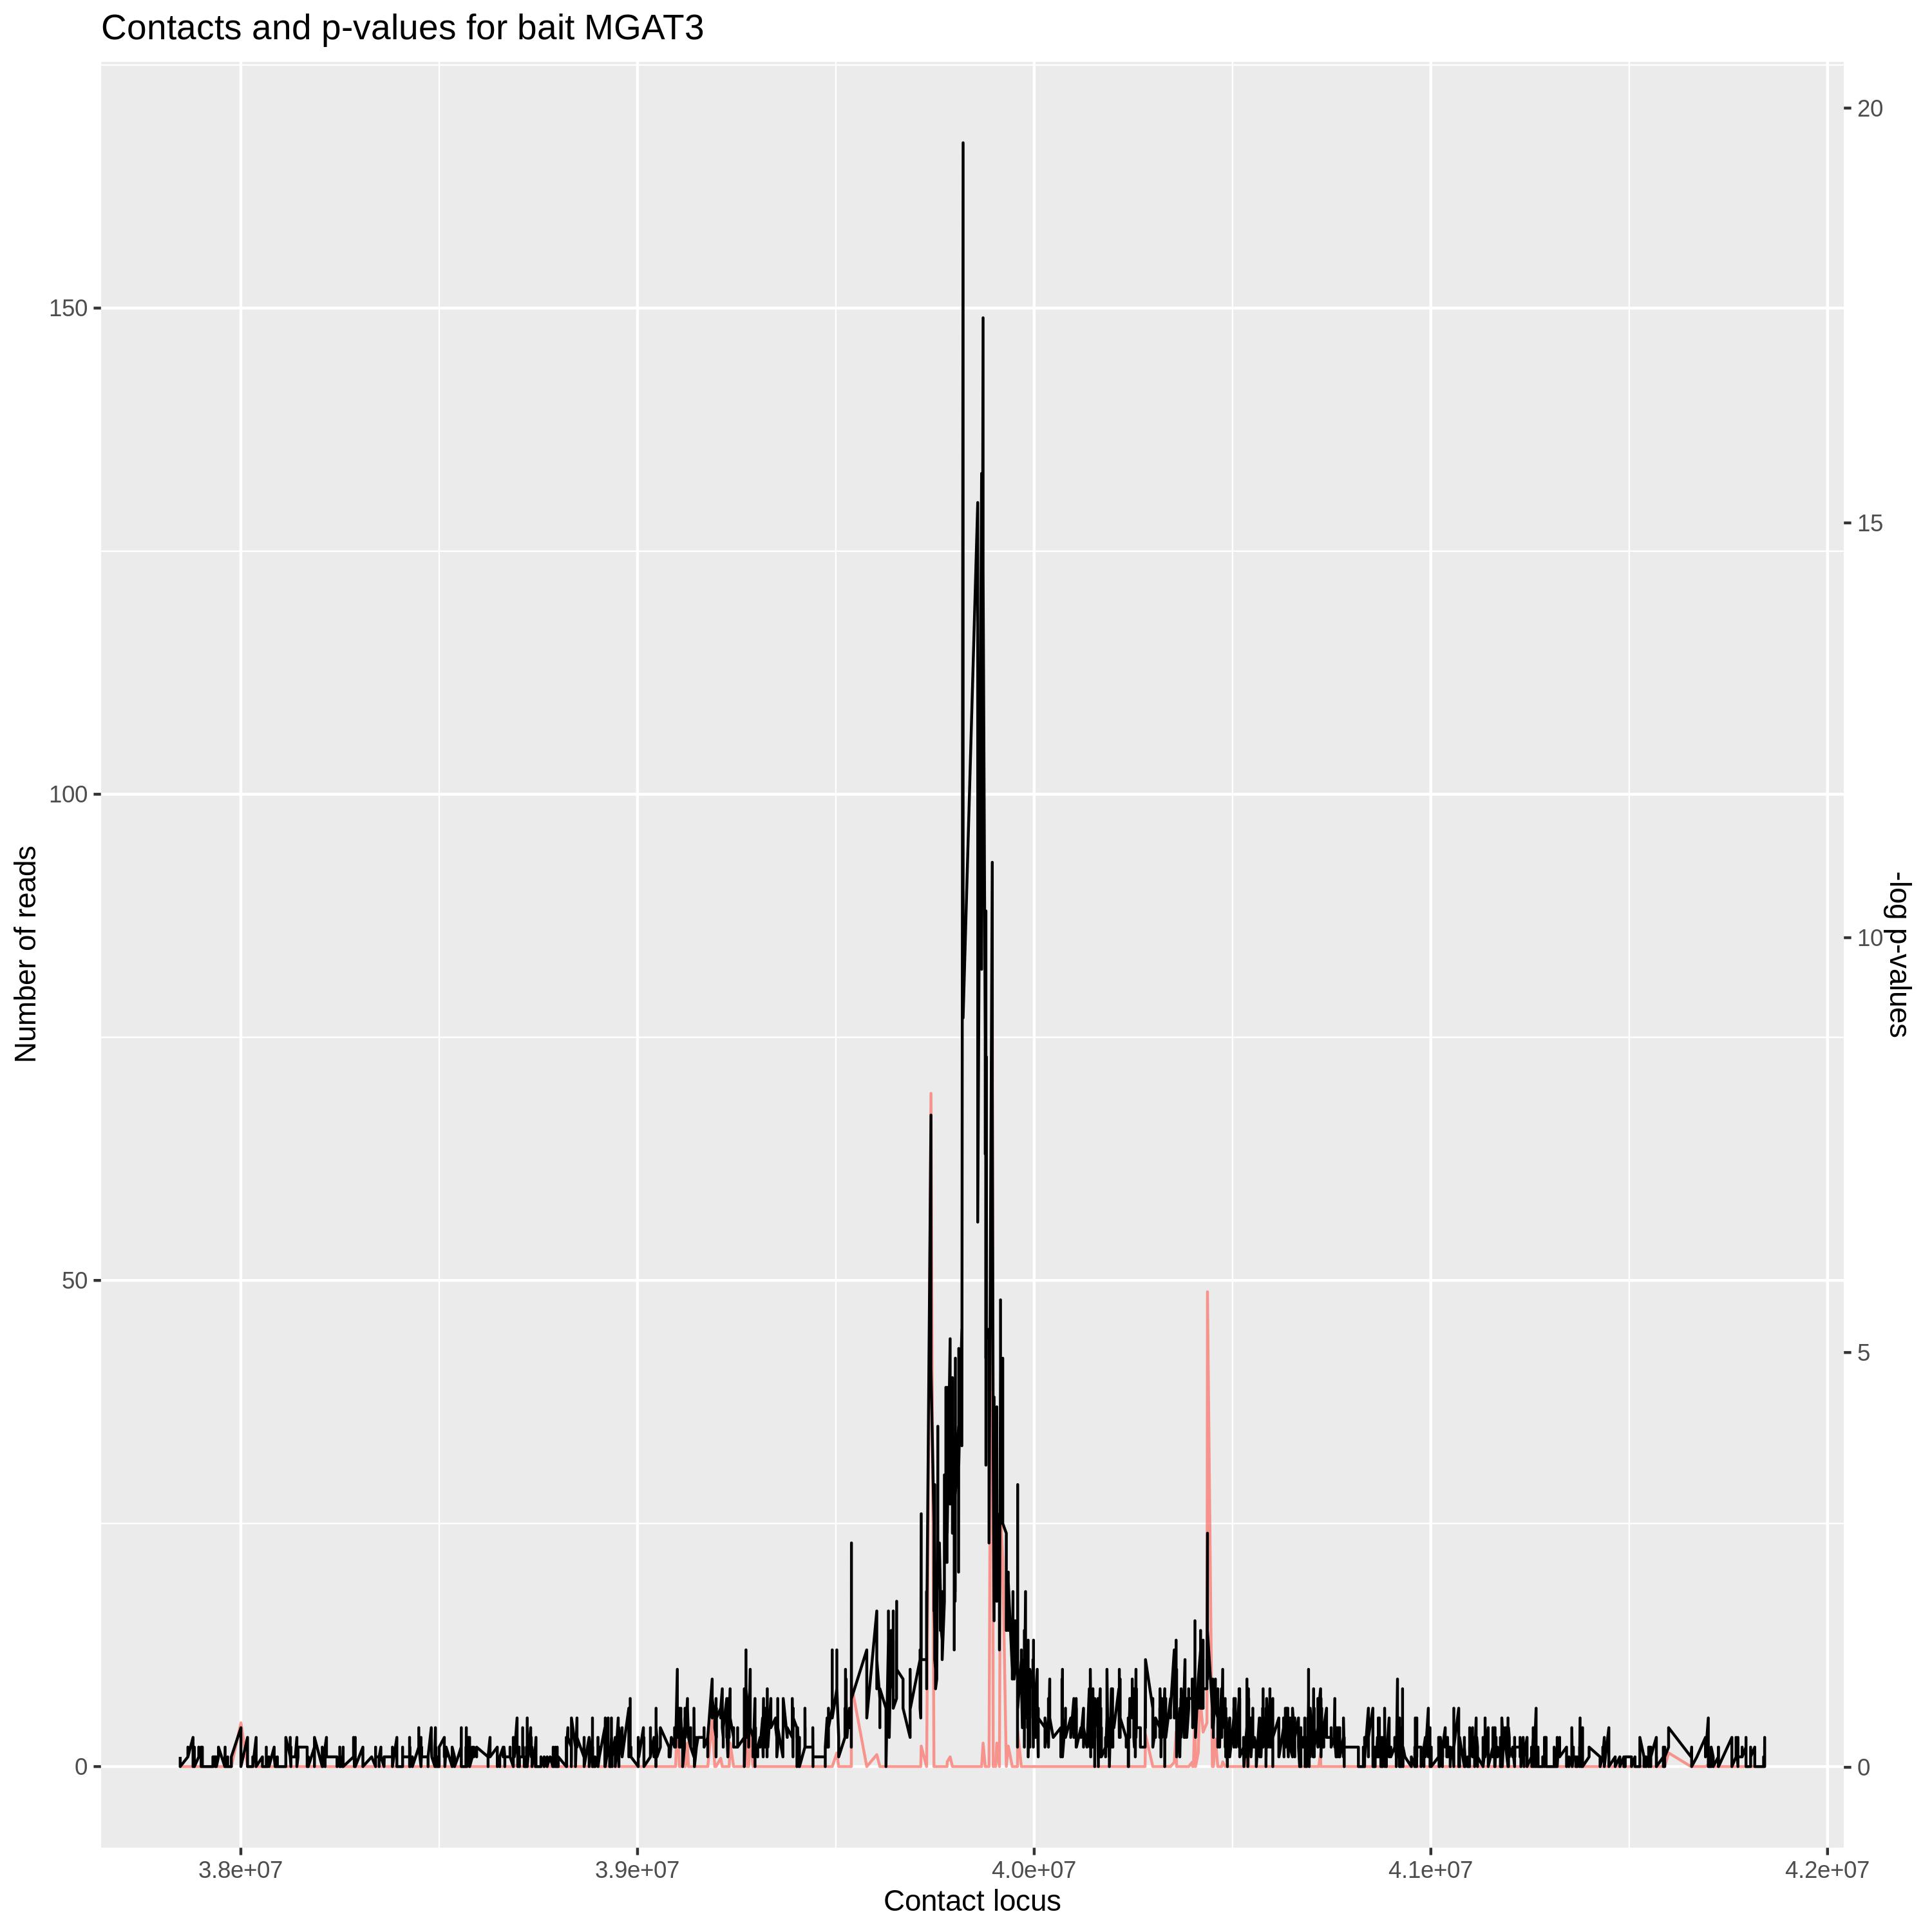 Contacts and p-values for bait MGAT3
Number of reads
150
100
50
0
20
15
10
5
0
-log p-values
3.8e+07
3.9e+07
4.0e+07
4.1e+07
4.2e+07
Contact locus